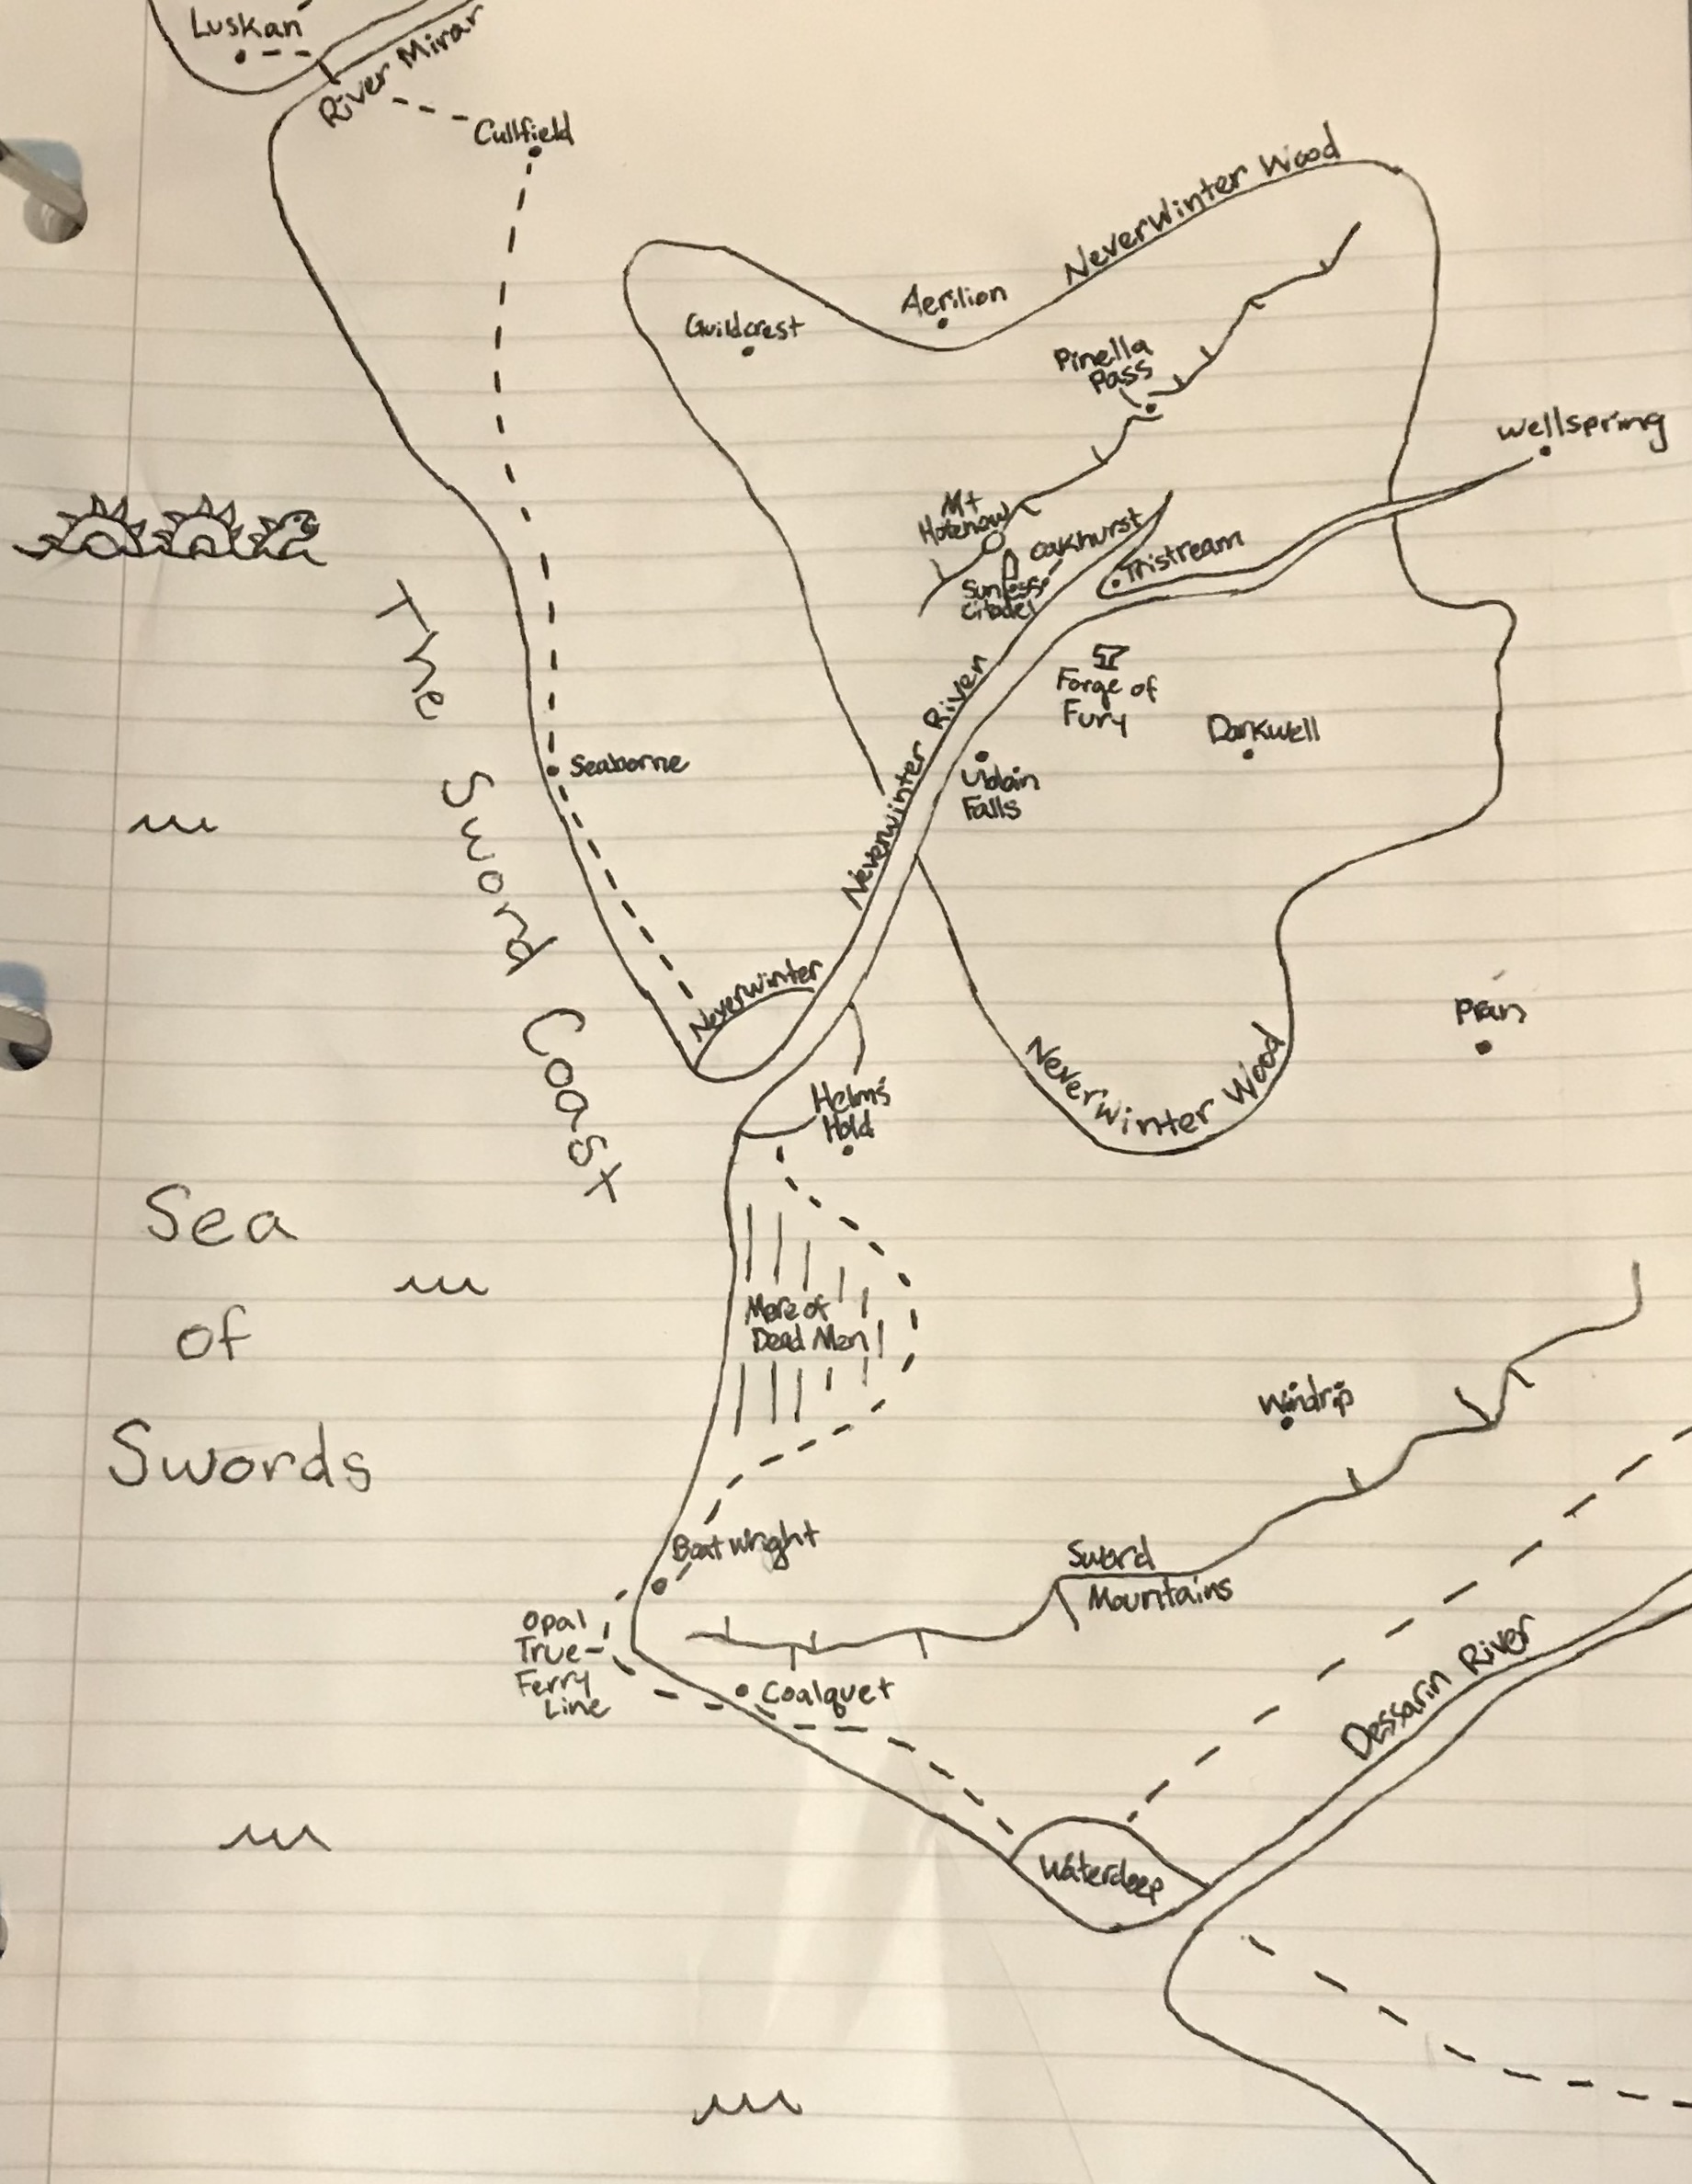 Luskan
River Mirar
Cullfield
Neverwinter Wood
Aerilion
Guildcrest
Pinella
Pass
Wellspring
Mt
Hotenow
Oakhurst
Tristream
Sunless
Citadel
The Sword Coast
Neverwinter River
Forge of
Fury
Darkwell
Seaborne
Falls
Neverwinter
Neverwinter Wood
Helm's
Hold
Sea
of
Swords
Mere of
Dead Men
Windrip
Boatwright
Sword
Mountains
Opal
True
Ferry
Line
Coalquet
Dessarin River
Waterdeep